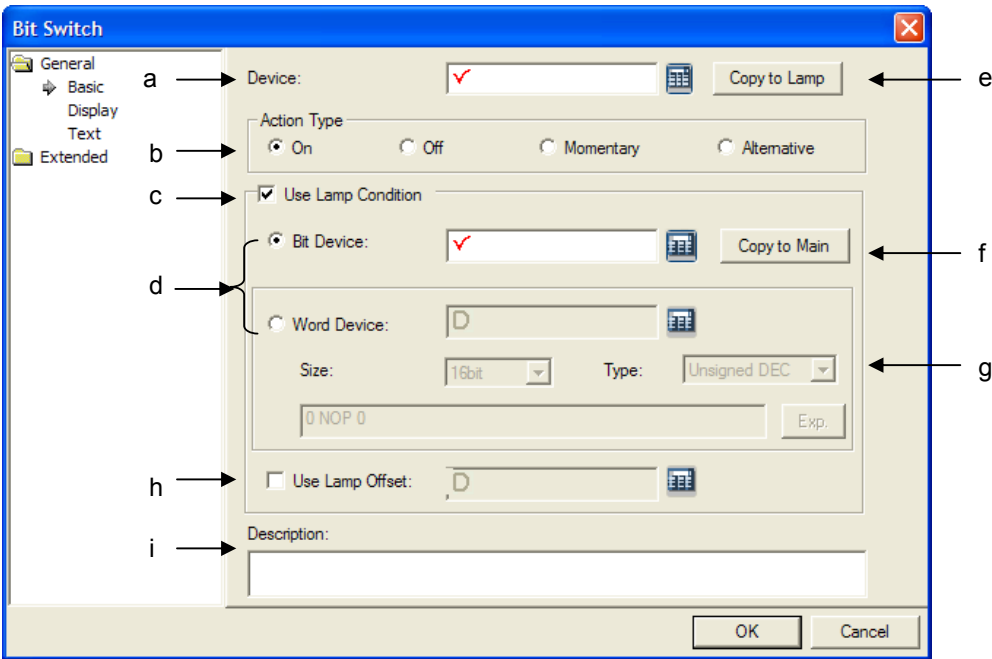 Bit Switch
General
Basic
Display
Text
Extended
a
Device:
Copy to Lamp
e
Action Type
b
On
Off
Momentary
Alternative
c
Use Lamp Condition
d
Bit Device:
Copy to Main
f
Word Device:
D
Size:
16bit
Type:
Unsigned DEC
g
0 NOP 0
Exp.
h
Use Lamp Offset:
D
i
Description:
OK
Cancel